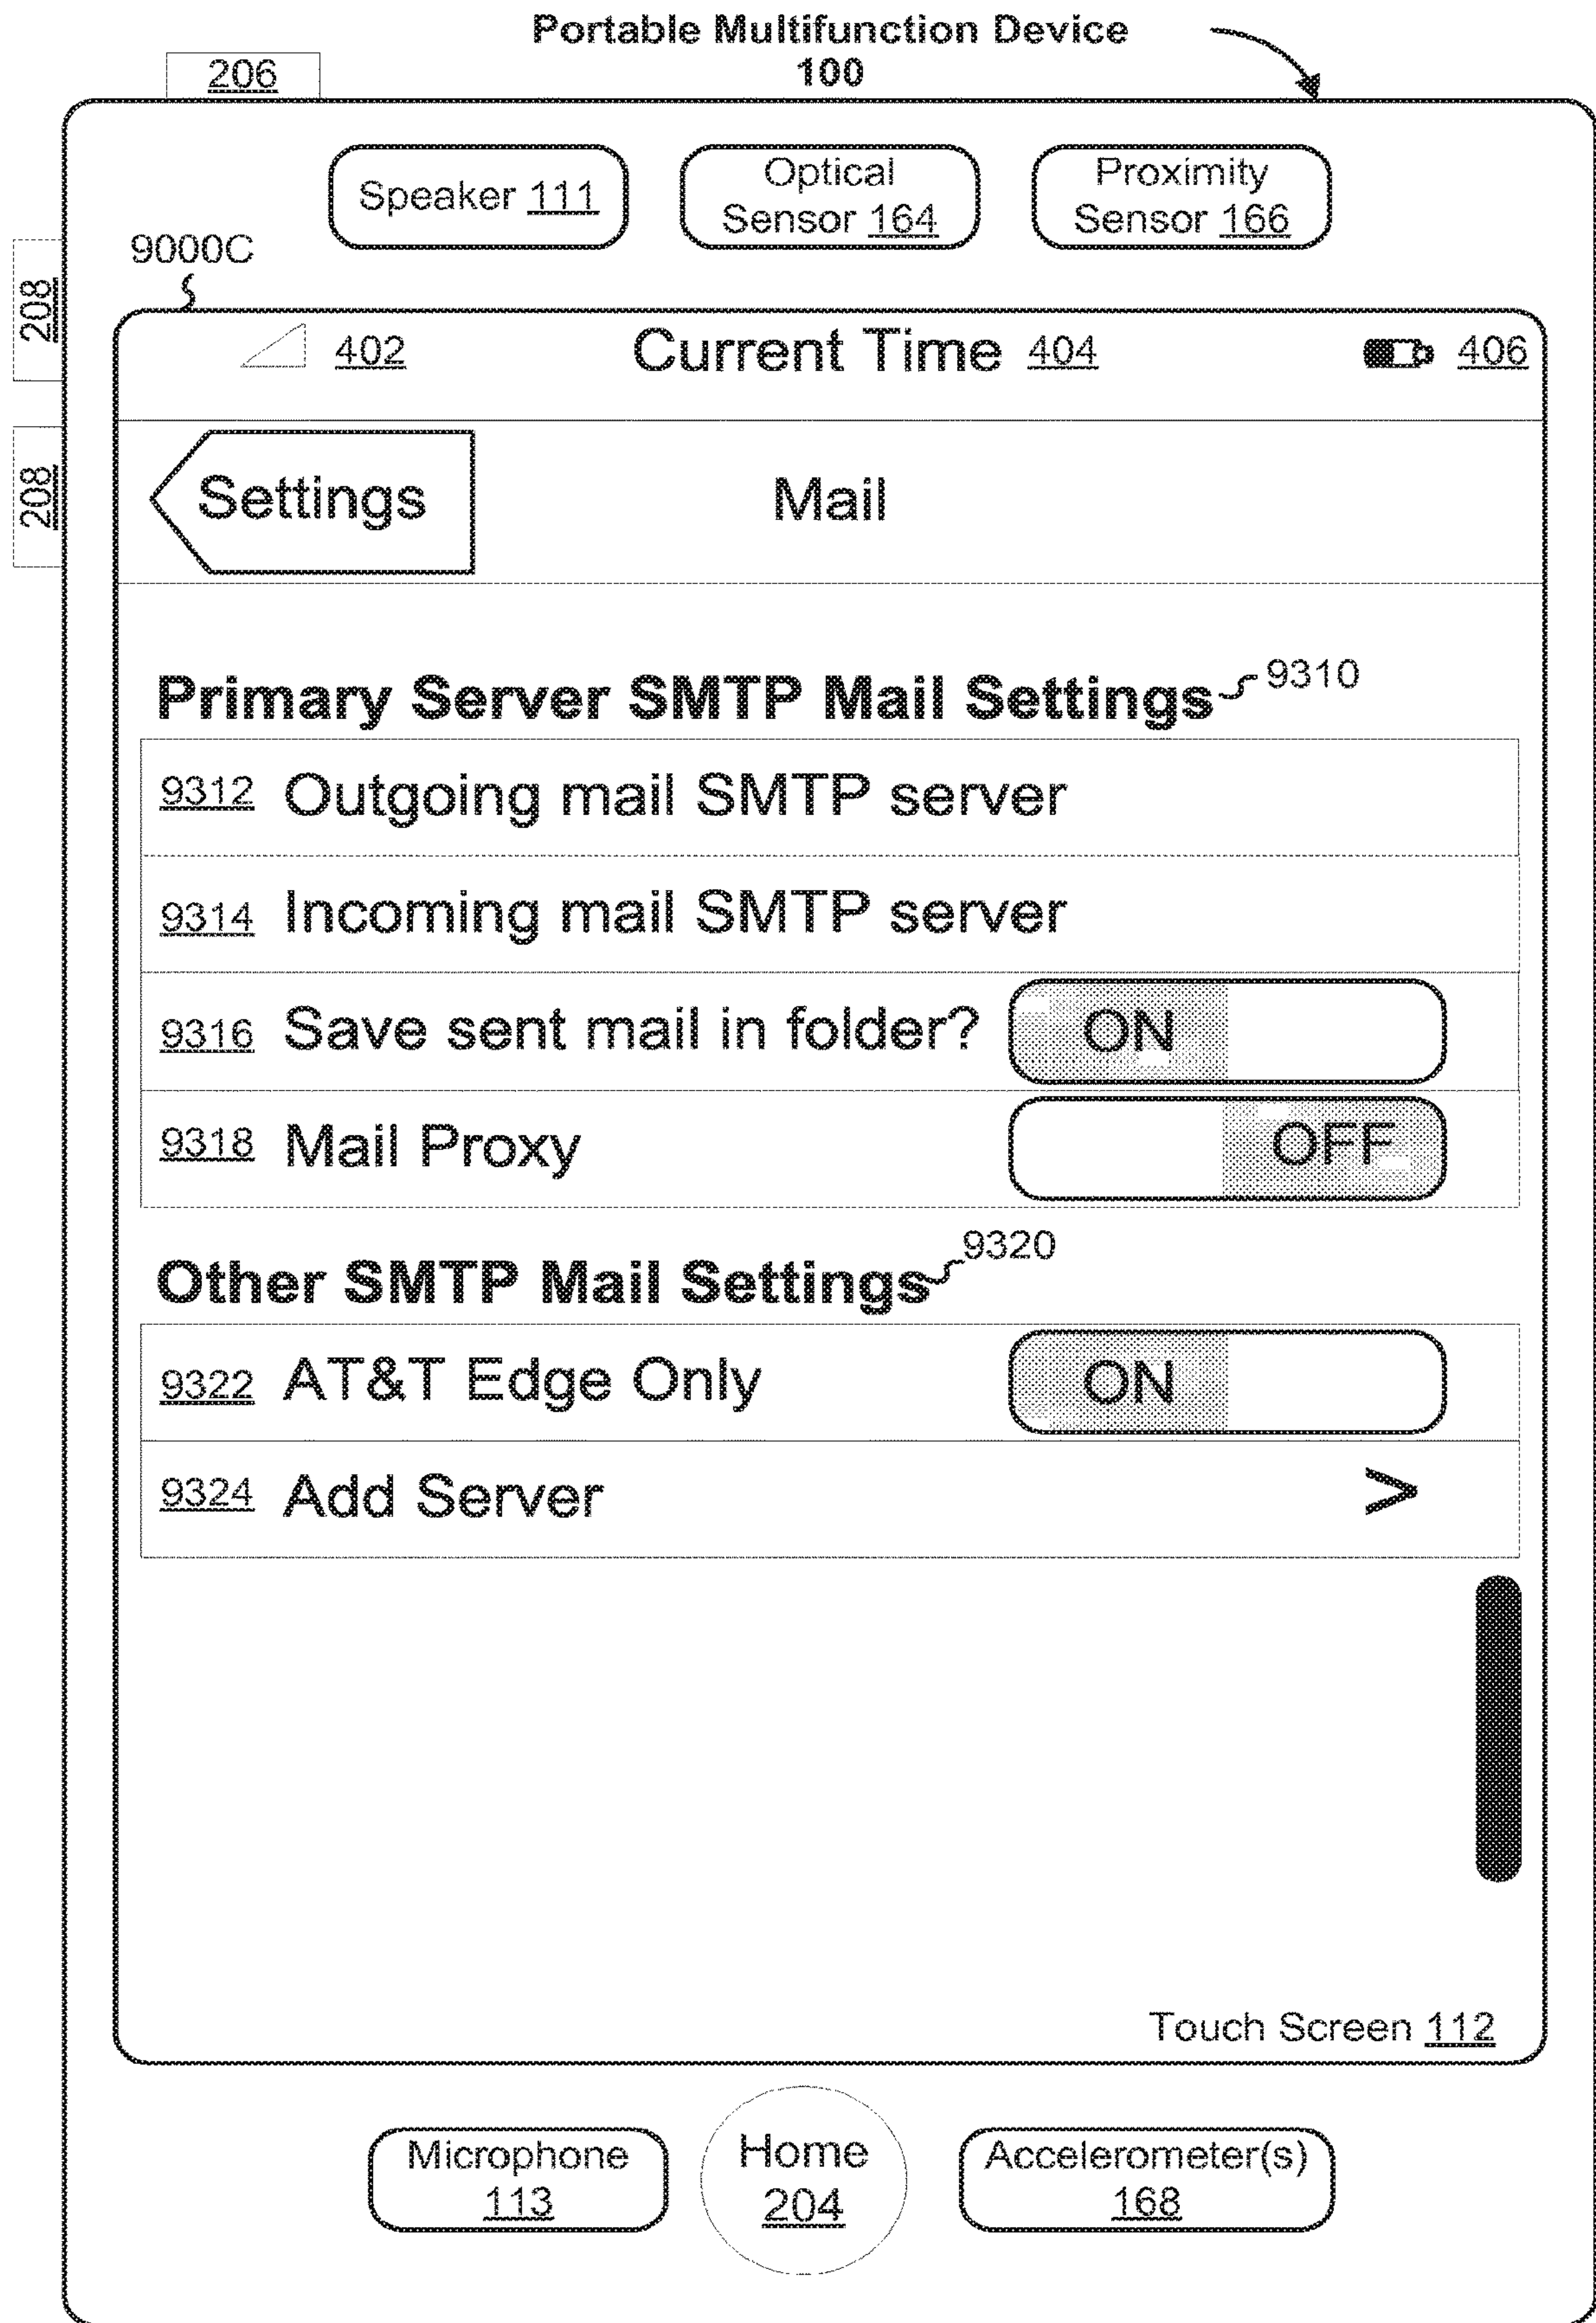 Portable Multifunction Device
100
206
Speaker 111
Optical
Sensor 164
Proximity
Sensor 166
9000C
208
208
402
Current Time 404
406
Settings
Mail
Primary Server SMTP Mail Settings 9310
9312 Outgoing mail SMTP server
9314 Incoming mail SMTP server
9316 Save sent mail in folder? ON
9318 Mail Proxy OFF
Other SMTP Mail Settings 9320
9322 AT&T Edge Only ON
9324 Add Server >
Touch Screen 112
Microphone
113
Home
204
Accelerometer(s)
168